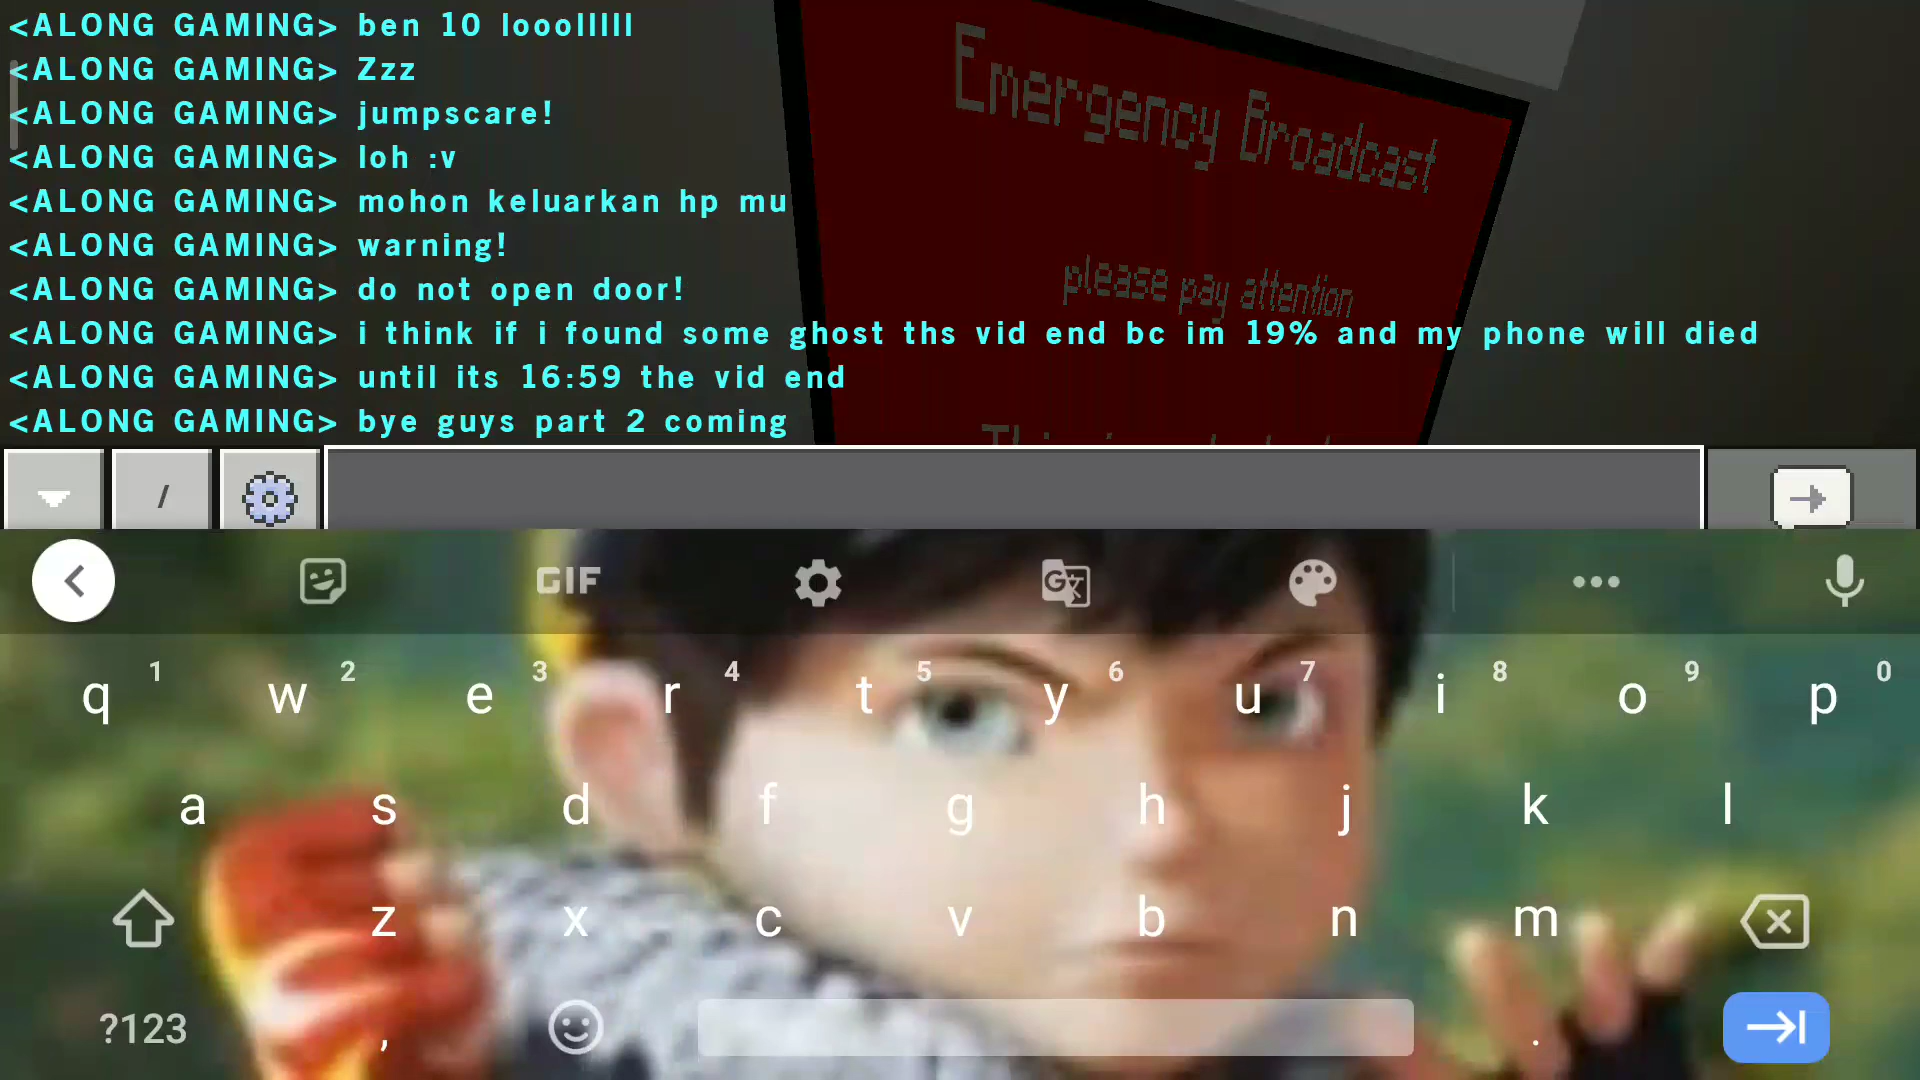 <ALONG GAMING> ben 10 looolllll
<ALONG GAMING> Zzz
<ALONG GAMING> jumpscare!
<ALONG GAMING> loh :v
<ALONG GAMING> mohon keluarkan hp mu
<ALONG GAMING> warning!
<ALONG GAMING> do not open door!
<ALONG GAMING> i think if i found some ghost ths vid end bc im 19% and my phone will died
<ALONG GAMING> until its 16:59 the vid end
<ALONG GAMING> bye guys part 2 coming
Emergency Broadcast
please pay attention
/
GIF
q 1 w 2 e 3 r 4 t 5 y 6 u 7 i 8 o 9 p 0
a s d f g h j k l
z x c v b n m
?123 , .